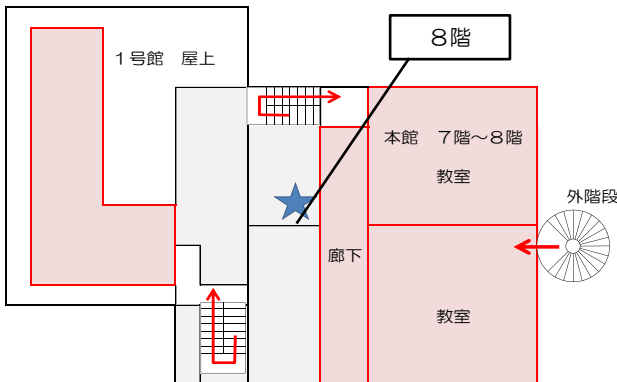 8階
1号館　屋上
本館　7階~8階
教室
外階段
廊下
教室